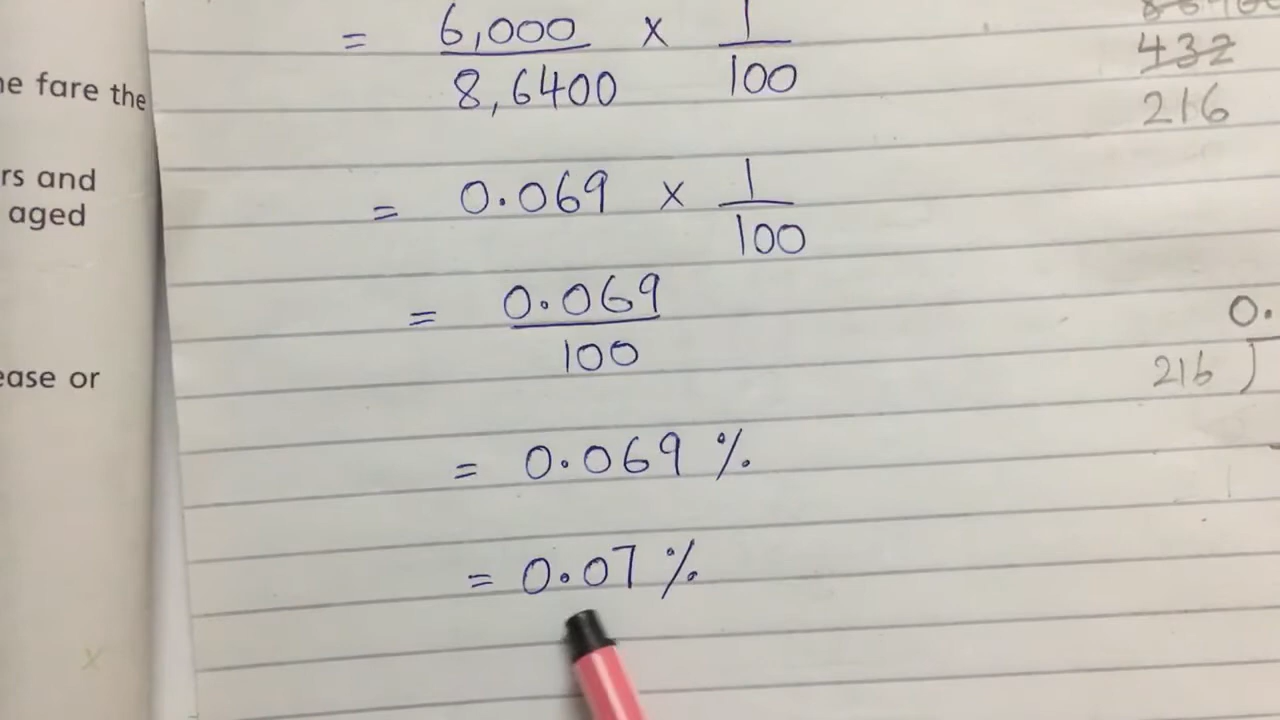 = 6,000 / 8,6400 x 1 / 100
432
216
ne fare the
= 0.069 x 1 / 100
rs and
aged
= 0.069 / 100
0.
216 )
ease or
= 0.069 %
= 0.07 %
x